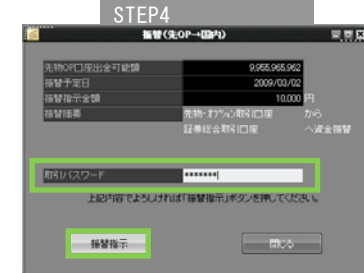 STEP4
振替(先OP→国内)
先物OP口座出金可能額 9,955,965,962
振替予定日 2009/03/02
振替指示金額 10,000 円
振替摘要 先物・オプション取引口座 から
証券総合取引口座 へ資金振替
取引パスワード *******
上記内容でよろしければ「振替指示」ボタンを押してください。
振替指示 閉じる